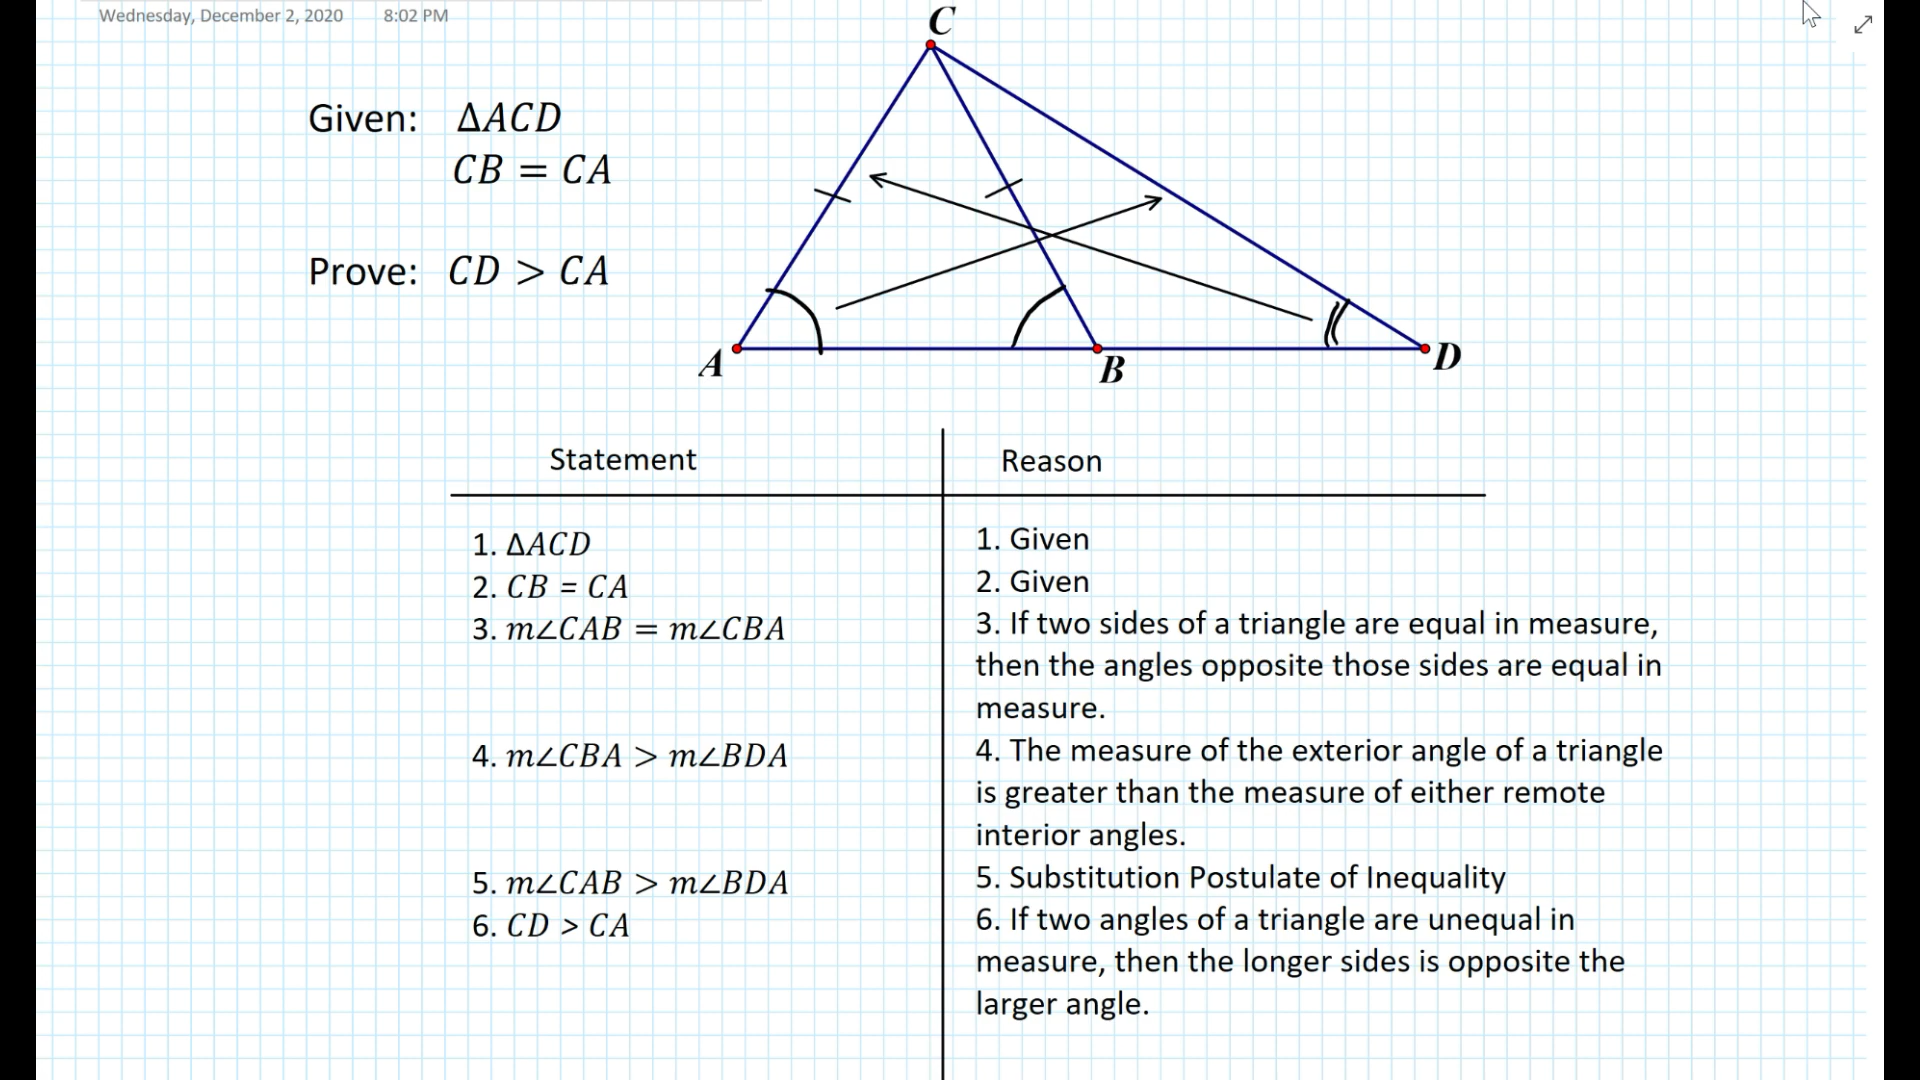 Wednesday, December 2, 2020 8:02 PM
C
Given: ΔACD
CB = CA
Prove: CD > CA
A
B
D
Statement
Reason
1. ΔACD
1. Given
2. CB = CA
2. Given
3. m∠CAB = m∠CBA
3. If two sides of a triangle are equal in measure,
then the angles opposite those sides are equal in
measure.
4. m∠CBA > m∠BDA
4. The measure of the exterior angle of a triangle
is greater than the measure of either remote
interior angles.
5. m∠CAB > m∠BDA
5. Substitution Postulate of Inequality
6. CD > CA
6. If two angles of a triangle are unequal in
measure, then the longer sides is opposite the
larger angle.